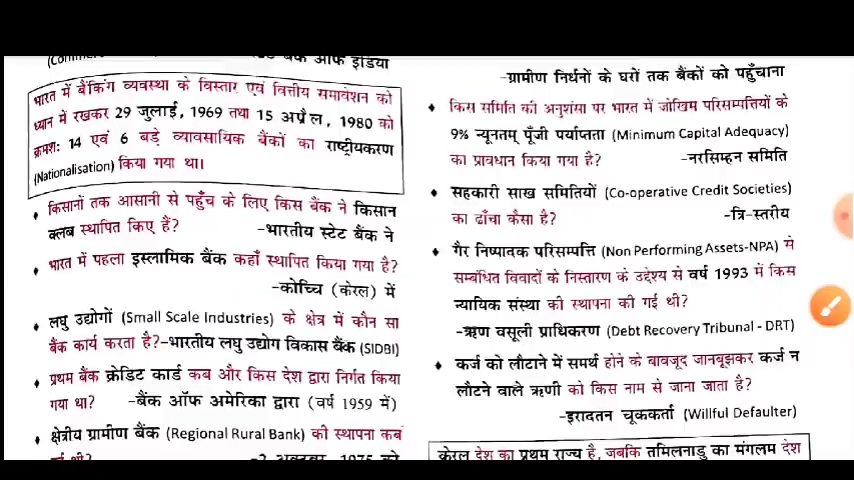 बैंक ऑफ इंडिया
भारत में बैंकिंग व्यवस्था के विस्तार एवं वित्तीय समावेशन को
ध्यान में रखकर 29 जुलाई, 1969 तथा 15 अप्रैल, 1980 को
क्रमशः 14 एवं 6 बड़े व्यावसायिक बैंकों का राष्ट्रीयकरण
(Nationalisation) किया गया था।
♦ किसानों तक आसानी से पहुँच के लिए किस बैंक ने किसान
क्लब स्थापित किए हैं? -भारतीय स्टेट बैंक ने
♦ भारत में पहला इस्लामिक बैंक कहाँ स्थापित किया गया है?
-कोच्चि (केरल) में
♦ लघु उद्योगों (Small Scale Industries) के क्षेत्र में कौन सा
बैंक कार्य करता है?-भारतीय लघु उद्योग विकास बैंक (SIDBI)
♦ प्रथम बैंक क्रेडिट कार्ड कब और किस देश द्वारा निर्गत किया
गया था? -बैंक ऑफ अमेरिका द्वारा (वर्ष 1959 में)
♦ क्षेत्रीय ग्रामीण बैंक (Regional Rural Bank) की स्थापना कब
-2 अक्टूबर, 1975 को
-ग्रामीण निर्धनों के घरों तक बैंकों को पहुँचाना
♦ किस समिति की अनुशंसा पर भारत में जोखिम परिसम्पत्तियों के
9% न्यूनतम् पूँजी पर्याप्तता (Minimum Capital Adequacy)
का प्रावधान किया गया है? -नरसिम्हन समिति
♦ सहकारी साख समितियों (Co-operative Credit Societies)
का ढाँचा कैसा है? -त्रि-स्तरीय
♦ गैर निष्पादक परिसम्पत्ति (Non Performing Assets-NPA) से
सम्बंधित विवादों के निस्तारण के उद्देश्य से वर्ष 1993 में किस
न्यायिक संस्था की स्थापना की गई थी?
-ऋण वसूली प्राधिकरण (Debt Recovery Tribunal - DRT)
♦ कर्ज को लौटाने में समर्थ होने के बावजूद जानबूझकर कर्ज न
लौटने वाले ऋणी को किस नाम से जाना जाता है?
-इरादतन चूककर्ता (Willful Defaulter)
केरल देश का प्रथम राज्य है, जबकि तमिलनाडु का मंगलम देश